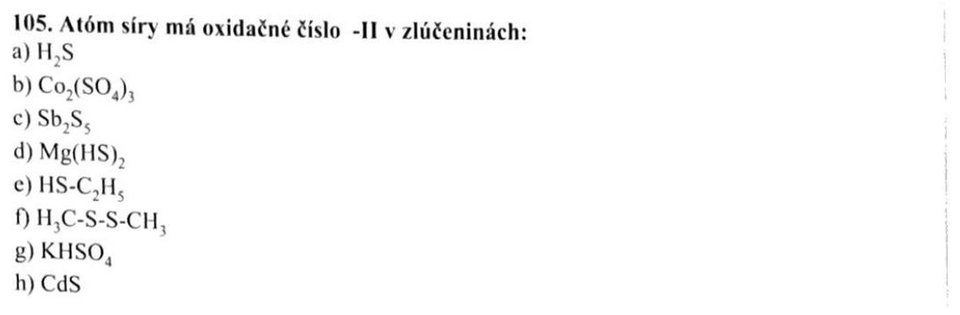 105. Atóm síry má oxidačné číslo -II v zlúčeninách:
a) H₂S
b) Co₂(SO₄)₃
c) Sb₂S₅
d) Mg(HS)₂
e) HS-C₂H₅
f) H₃C-S-S-CH₃
g) KHSO₄
h) CdS